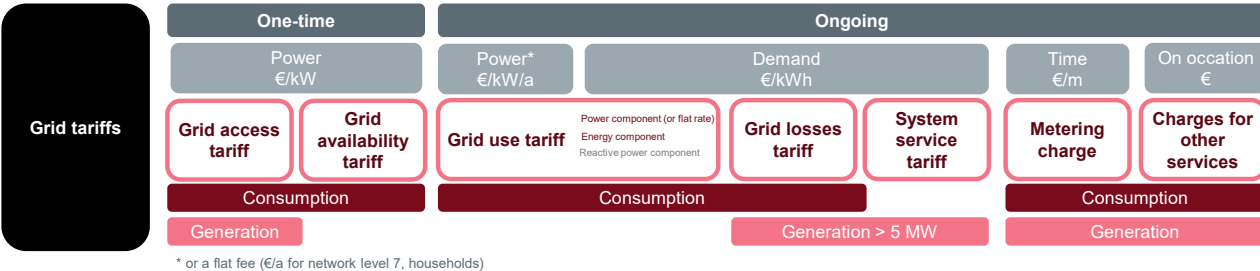 Grid tariffs
One-time
Ongoing
Power
€/kW
Power*
€/kW/a
Demand
€/kWh
Time
€/m
On occation
€
Grid access
tariff
Grid
availability
tariff
Grid use tariff
Power component (or flat rate)
Energy component
Reactive power component
Grid losses
tariff
System
service
tariff
Metering
charge
Charges for
other
services
Consumption
Consumption
Consumption
Generation
Generation > 5 MW
Generation
* or a flat fee (€/a for network level 7, households)